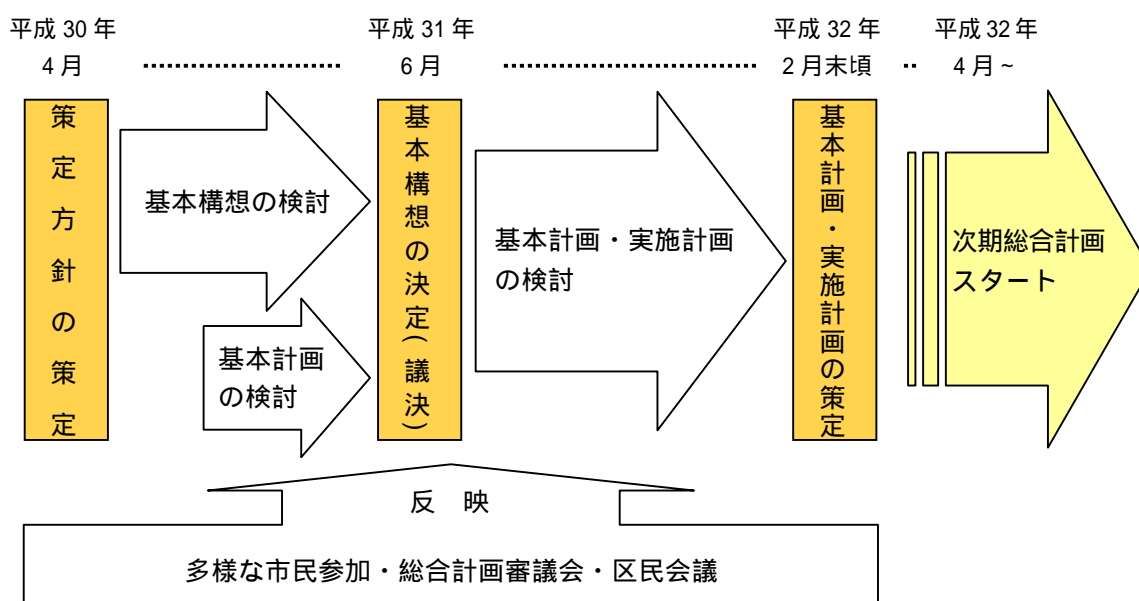 平成 30 年
4 月
平成 31 年
6 月
平成 32 年
2 月末頃
平成 32 年
4 月 ~
策定方針の策定
基本構想の検討
基本計画
の検討
基本構想の決定(議決)
基本計画・実施計画
の検討
基本計画・実施計画の策定
次期総合計画
スタート
反 映
多様な市民参加・総合計画審議会・区民会議